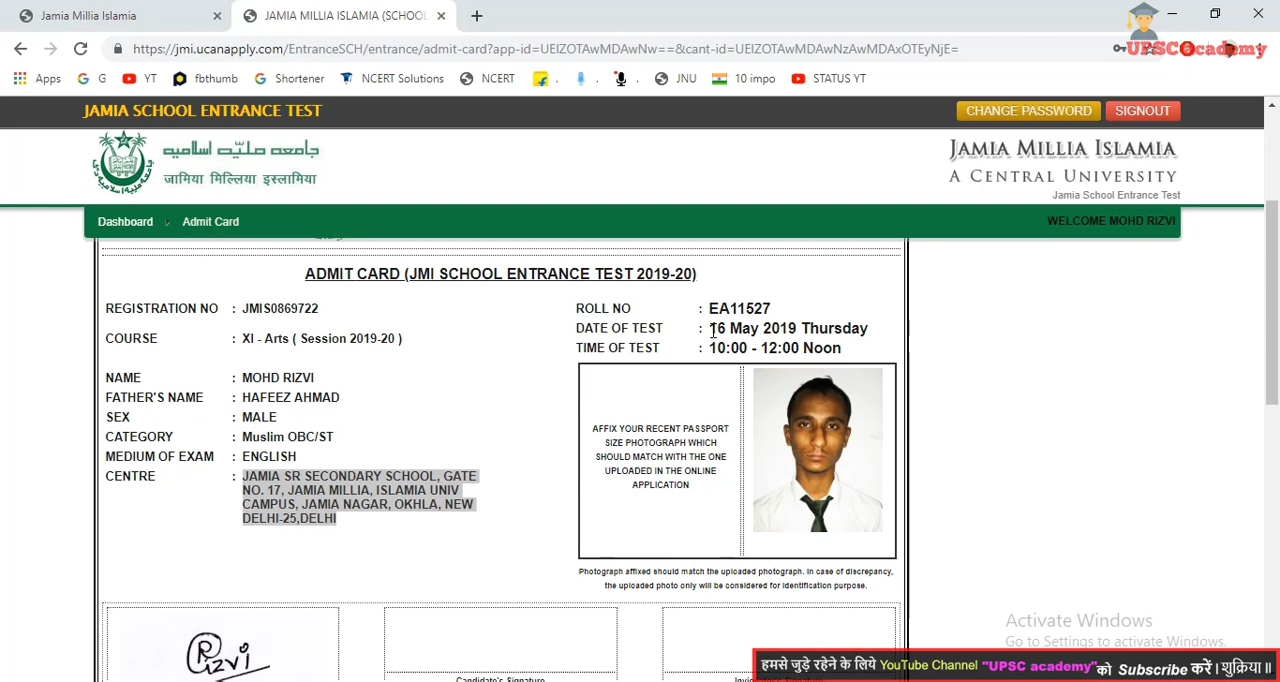 Jamia Millia Islamia
JAMIA MILLIA ISLAMIA (SCHOOL
https://jmi.ucanapply.com/EntranceSCH/entrance/admit-card?app-id=UElZOTAwMDAwNw==&cant-id=UElZOTAwMDAwNzAwMDAxOTEyNjE=
UPSC academy
Apps G YT fbthumb Shortener NCERT Solutions NCERT . . . JNU 10 impo STATUS YT
JAMIA SCHOOL ENTRANCE TEST
CHANGE PASSWORD SIGNOUT
جامعہ ملیّہ اسلامیہ
जामिया मिल्लिया इस्लामिया
JAMIA MILLIA ISLAMIA
A CENTRAL UNIVERSITY
Jamia School Entrance Test
Dashboard Admit Card WELCOME MOHD RIZVI
ADMIT CARD (JMI SCHOOL ENTRANCE TEST 2019-20)
REGISTRATION NO : JMIS0869722
COURSE : XI - Arts ( Session 2019-20 )
ROLL NO : EA11527
DATE OF TEST : 16 May 2019 Thursday
TIME OF TEST : 10:00 - 12:00 Noon
NAME : MOHD RIZVI
FATHER'S NAME : HAFEEZ AHMAD
SEX : MALE
CATEGORY : Muslim OBC/ST
MEDIUM OF EXAM : ENGLISH
CENTRE : JAMIA SR SECONDARY SCHOOL, GATE
NO. 17, JAMIA MILLIA, ISLAMIA UNIV
CAMPUS, JAMIA NAGAR, OKHLA, NEW
DELHI-25,DELHI
AFFIX YOUR RECENT PASSPORT
SIZE PHOTOGRAPH WHICH
SHOULD MATCH WITH THE ONE
UPLOADED IN THE ONLINE
APPLICATION
Photograph affixed should match the uploaded photograph. In case of discrepancy,
the uploaded photo only will be considered for identification purpose.
Rizvi
Candidate's Signature
Activate Windows
Go to Settings to activate Windows.
हमसे जुड़े रहेने के लिये YouTube Channel "UPSC academy" को Subscribe करें। शुक्रिया॥